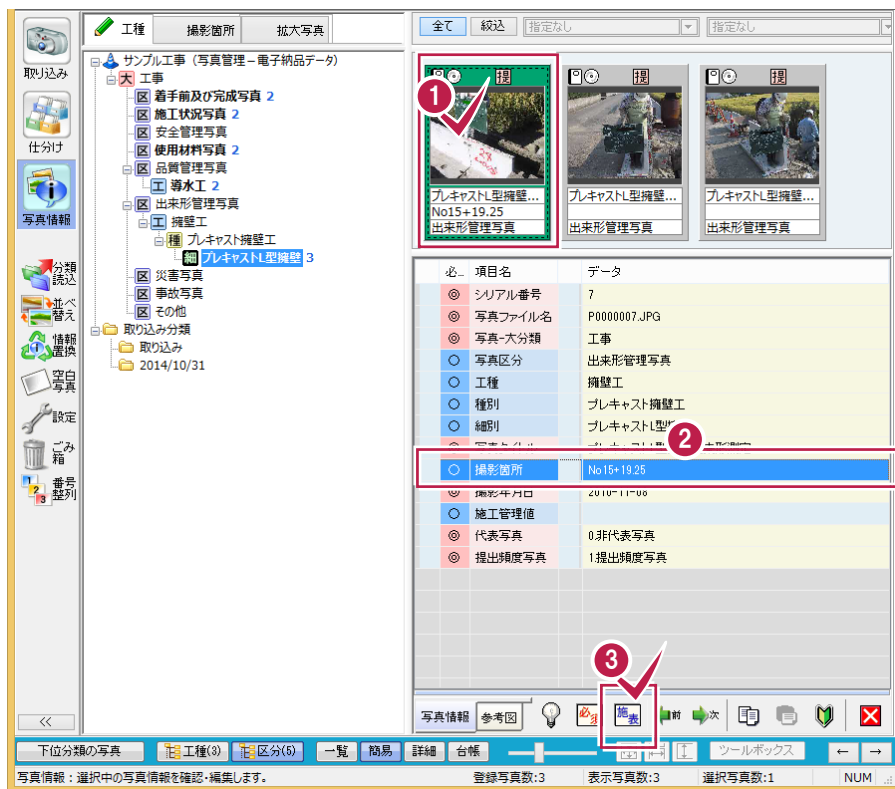 取り込み
仕分け
写真情報
分類
読込
並べ
替え
情報
置換
空白
写真
設定
ごみ
箱
番号
整列
<<
工種
撮影箇所
拡大写真
サンプル工事（写真管理－電子納品データ）
大 工事
区 着手前及び完成写真 2
区 施工状況写真 2
区 安全管理写真
区 使用材料写真 2
区 品質管理写真
工 導水工 2
区 出来形管理写真
工 擁壁工
種 プレキャスト擁壁工
細 プレキャストL型擁壁 3
区 災害写真
区 事故写真
区 その他
取り込み分類
取り込み
2014/10/31
全て 絞込 指定なし 指定なし
1
提
プレキャストL型擁壁...
No15+19.25
出来形管理写真
提
プレキャストL型擁壁...
出来形管理写真
提
プレキャストL型擁壁...
出来形管理写真
必... 項目名 データ
◎ シリアル番号 7
◎ 写真ファイル名 P0000007.JPG
◎ 写真-大分類 工事
○ 写真区分 出来形管理写真
○ 工種 擁壁工
○ 種別 プレキャスト擁壁工
○ 細別 プレキャストL型
2
○ 撮影箇所 No15+19.25
◎ 撮影年月日 2010-11-08
○ 施工管理値
◎ 代表写真 0.非代表写真
◎ 提出頻度写真 1.提出頻度写真
3
写真情報 参考図 必須 施表 前 次
下位分類の写真 工種(3) 区分(5) 一覧 簡易 詳細 台帳 ツールボックス ← →
写真情報：選択中の写真情報を確認・編集します。 登録写真数:3 表示写真数:3 選択写真数:1 NUM